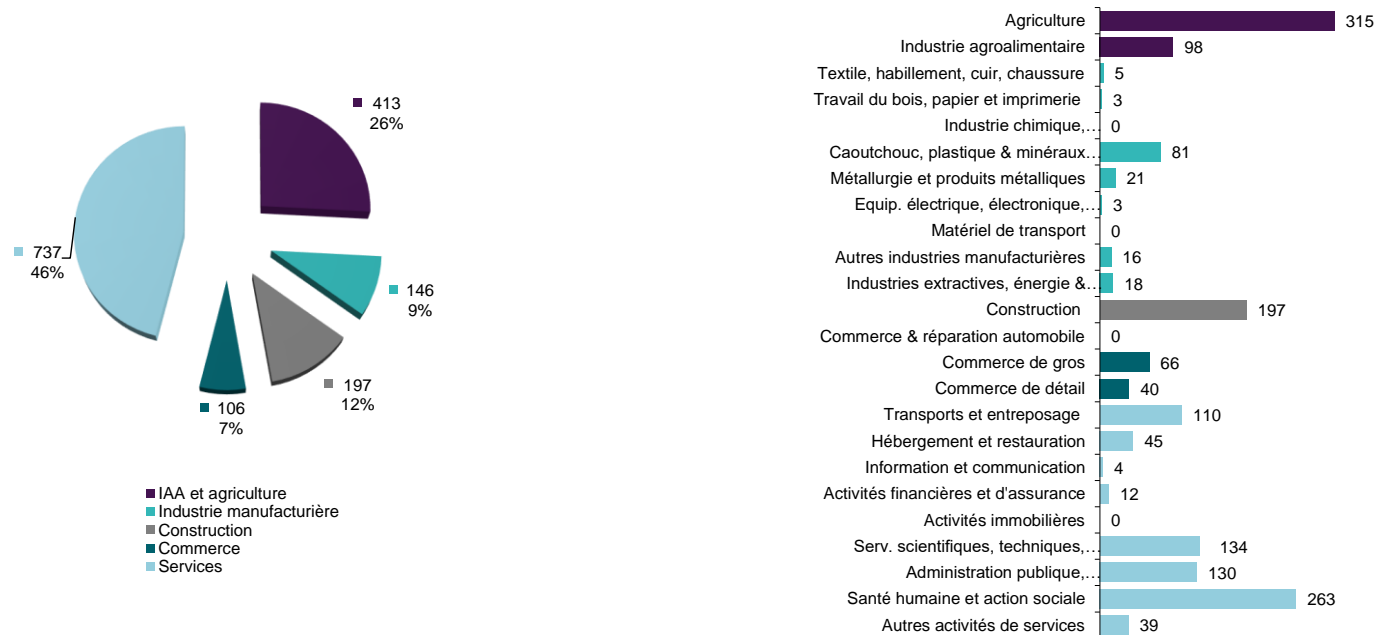 413
26%
737
46%
146
9%
197
12%
106
7%
IAA et agriculture
Industrie manufacturière
Construction
Commerce
Services
Agriculture 315
Industrie agroalimentaire 98
Textile, habillement, cuir, chaussure 5
Travail du bois, papier et imprimerie 3
Industrie chimique,… 0
Caoutchouc, plastique & minéraux… 81
Métallurgie et produits métalliques 21
Equip. électrique, électronique,… 3
Matériel de transport 0
Autres industries manufacturières 16
Industries extractives, énergie &… 18
Construction 197
Commerce & réparation automobile 0
Commerce de gros 66
Commerce de détail 40
Transports et entreposage 110
Hébergement et restauration 45
Information et communication 4
Activités financières et d'assurance 12
Activités immobilières 0
Serv. scientifiques, techniques,… 134
Administration publique,… 130
Santé humaine et action sociale 263
Autres activités de services 39